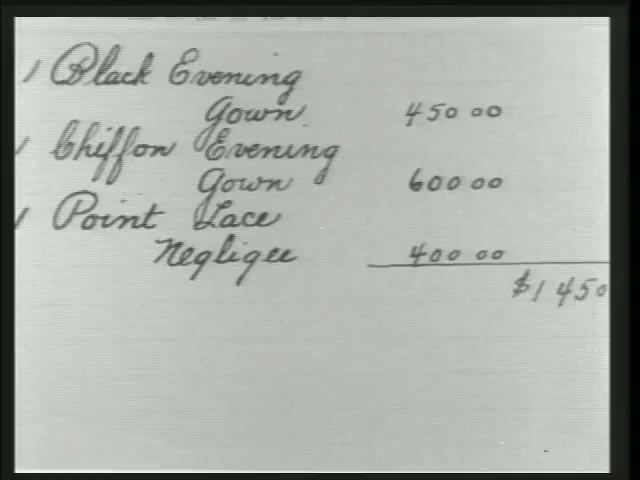 1 Black Evening
Gown 450 00
1 Chiffon Evening
Gown 600 00
1 Point Lace
Negligee 400 00
$1450